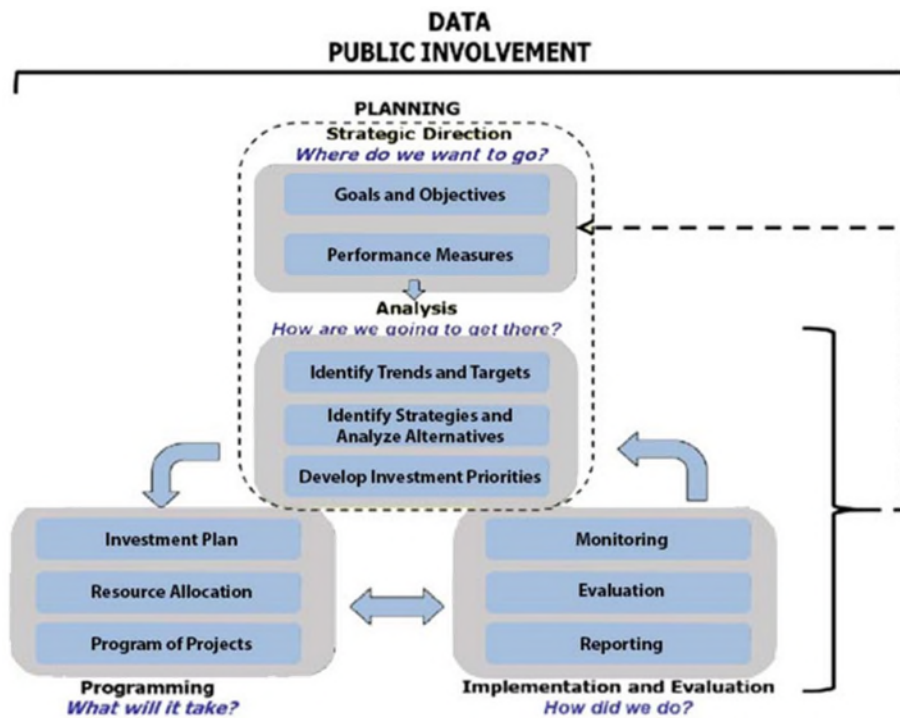 DATA
PUBLIC INVOLVEMENT
PLANNING
Strategic Direction
Where do we want to go?
Goals and Objectives
Performance Measures
Analysis
How are we going to get there?
Identify Trends and Targets
Identify Strategies and
Analyze Alternatives
Develop Investment Priorities
Investment Plan
Resource Allocation
Program of Projects
Programming
What will it take?
Monitoring
Evaluation
Reporting
Implementation and Evaluation
How did we do?